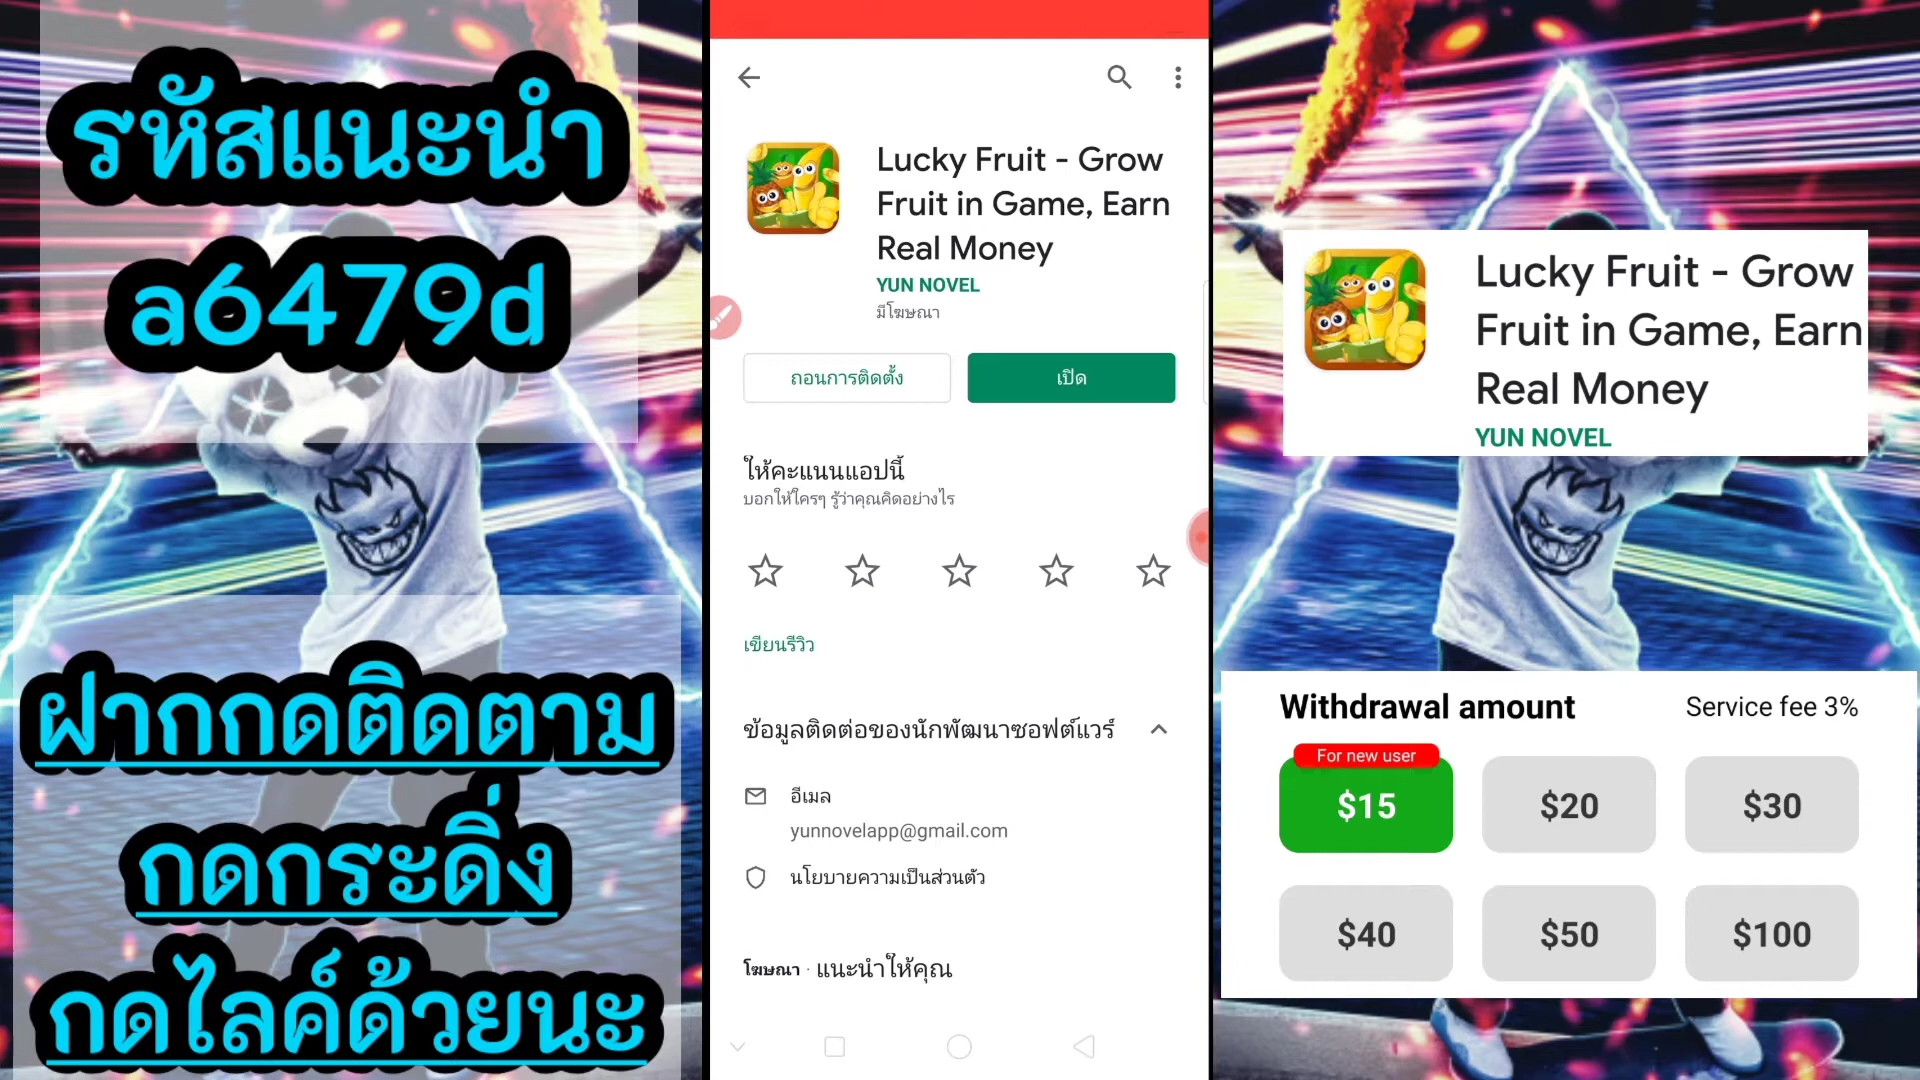 รหัสแนะนำ
a6479d
ฝากกดติดตาม
กดกระดิ่ง
กดไลค์ด้วยนะ
Lucky Fruit - Grow
Fruit in Game, Earn
Real Money
YUN NOVEL
มีโฆษณา
ถอนการติดตั้ง
เปิด
ให้คะแนนแอปนี้
บอกให้ใครๆ รู้ว่าคุณคิดอย่างไร
เขียนรีวิว
ข้อมูลติดต่อของนักพัฒนาซอฟต์แวร์
อีเมล
yunnovelapp@gmail.com
นโยบายความเป็นส่วนตัว
โฆษณา · แนะนำให้คุณ
Lucky Fruit - Grow
Fruit in Game, Earn
Real Money
YUN NOVEL
Withdrawal amount Service fee 3%
For new user
$15 $20 $30
$40 $50 $100